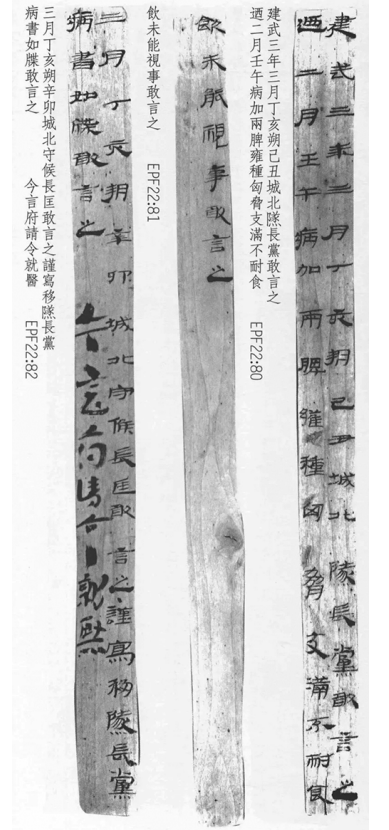 建武三年三月丁亥朔己丑城北隧長黨敢言之
迺二月壬午病加兩脾雍種匈脅支滿不耐食
建武三年三月丁亥朔己丑城北隧長黨敢言之
迺二月壬午病加兩脾雍種匈脅支滿不耐食
EPF22:80
飲未能視事敢言之
飲未能視事敢言之
EPF22:81
三月丁亥朔辛卯城北守候長匡敢言之謹寫移隧長黨
病書如牒敢言之 今言府請令就醫
三月丁亥朔辛卯城北守候長匡敢言之謹寫移隧長黨
病書如牒敢言之 今言府請令就醫
EPF22:82